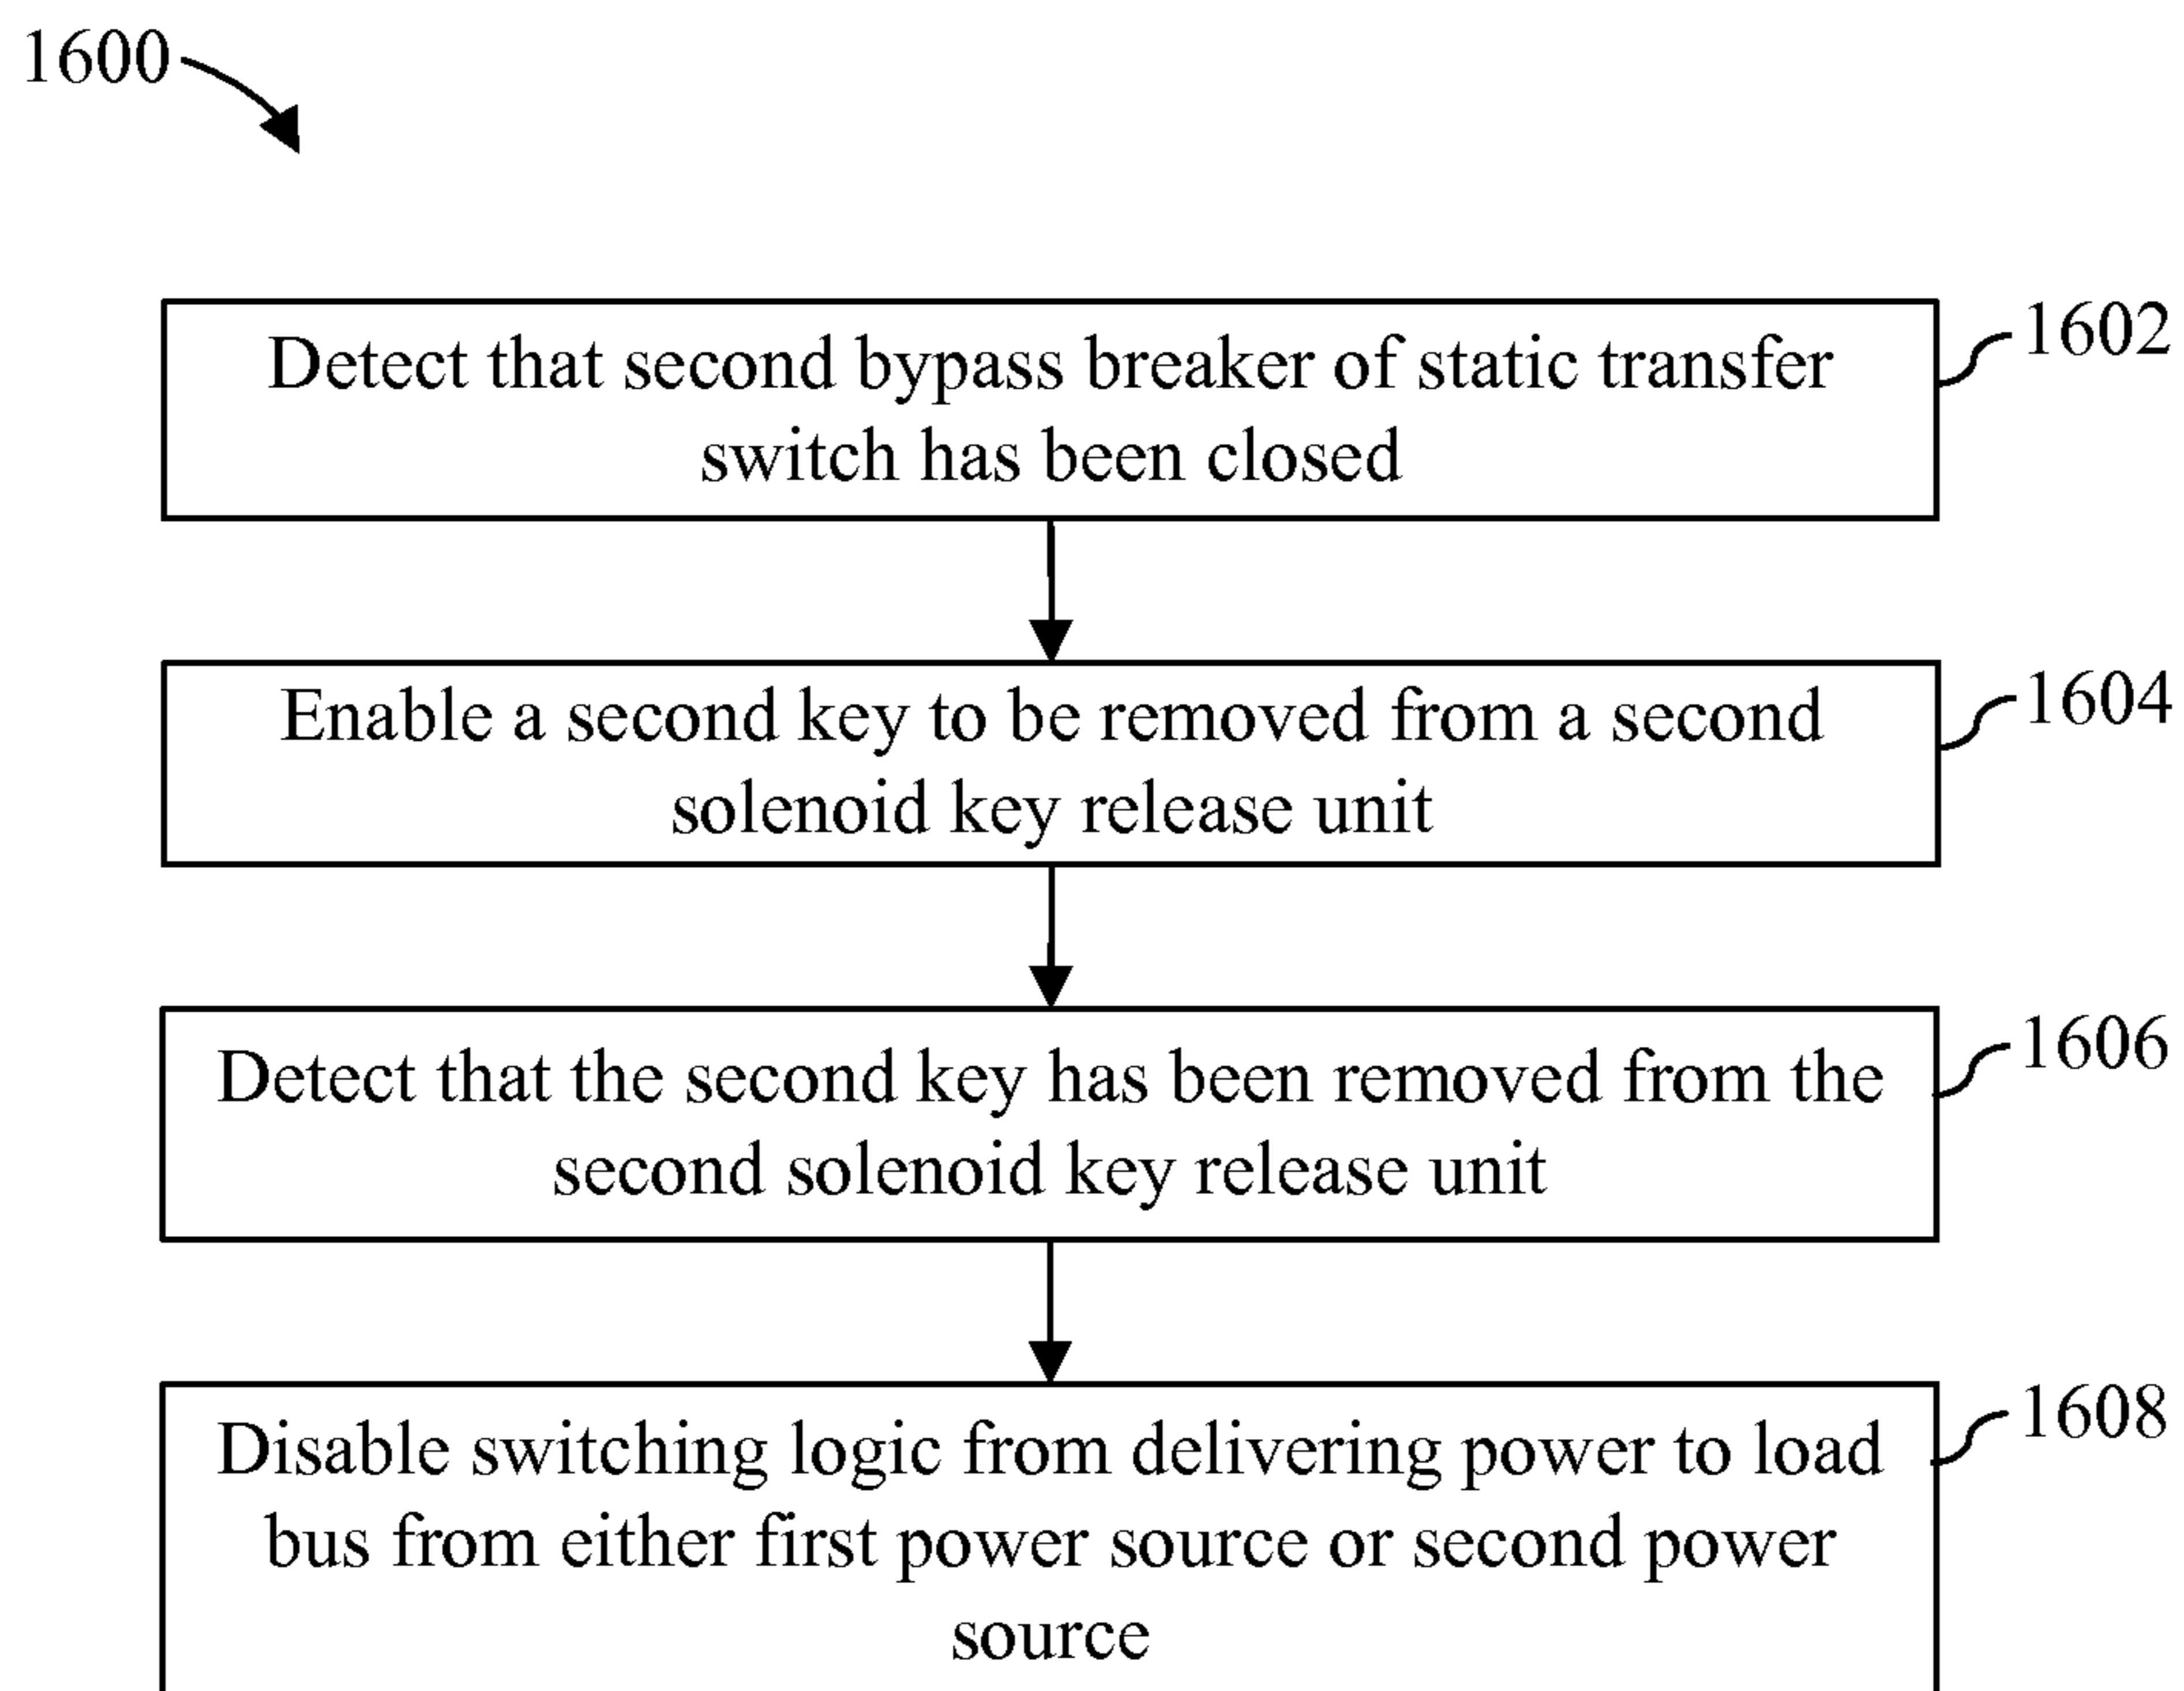 1600
Detect that second bypass breaker of static transfer
switch has been closed
1602
Enable a second key to be removed from a second
solenoid key release unit
1604
Detect that the second key has been removed from the
second solenoid key release unit
1606
Disable switching logic from delivering power to load
bus from either first power source or second power
source
1608